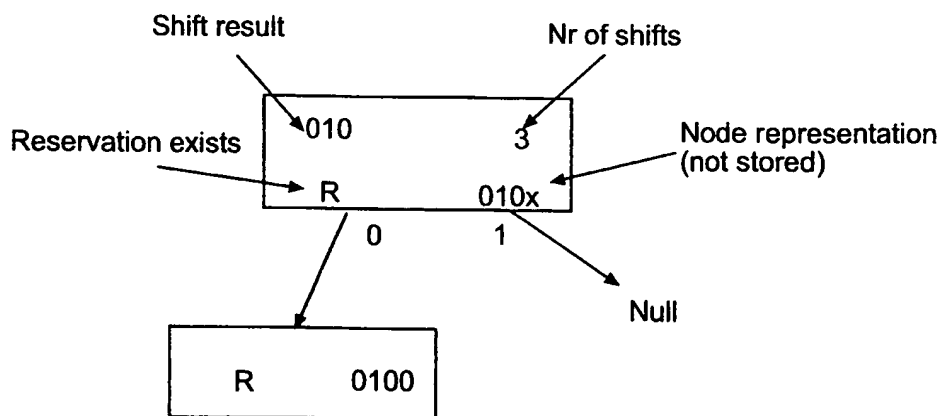 Shift result
Nr of shifts
010
3
Reservation exists
Node representation
(not stored)
R
010x
0
1
Null
R
0100